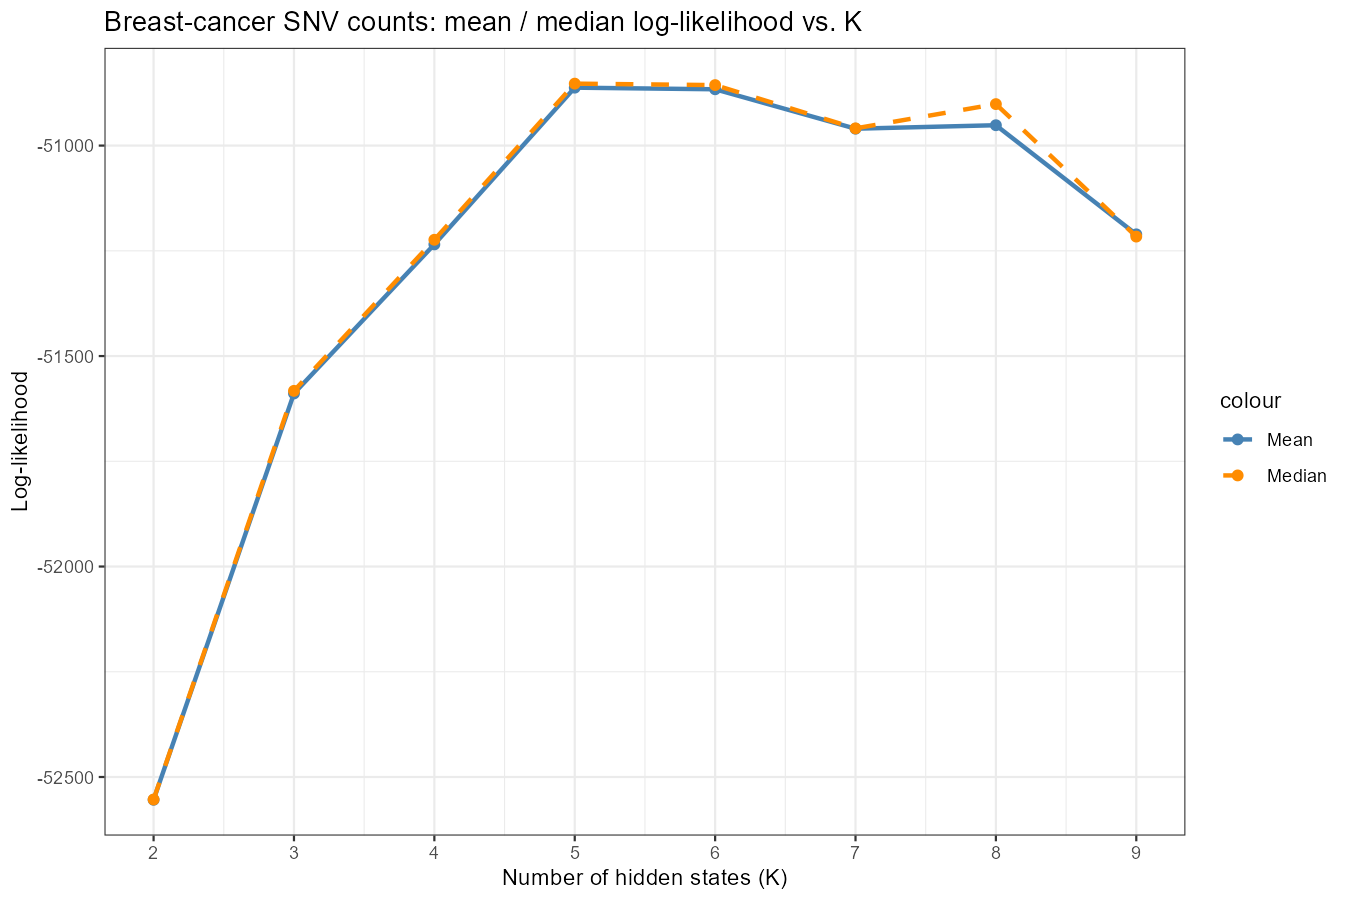 Breast-cancer SNV counts: mean / median log-likelihood vs. K
Log-likelihood
-51000
-51500
-52000
-52500
2 3 4 5 6 7 8 9
Number of hidden states (K)
colour
Mean
Median